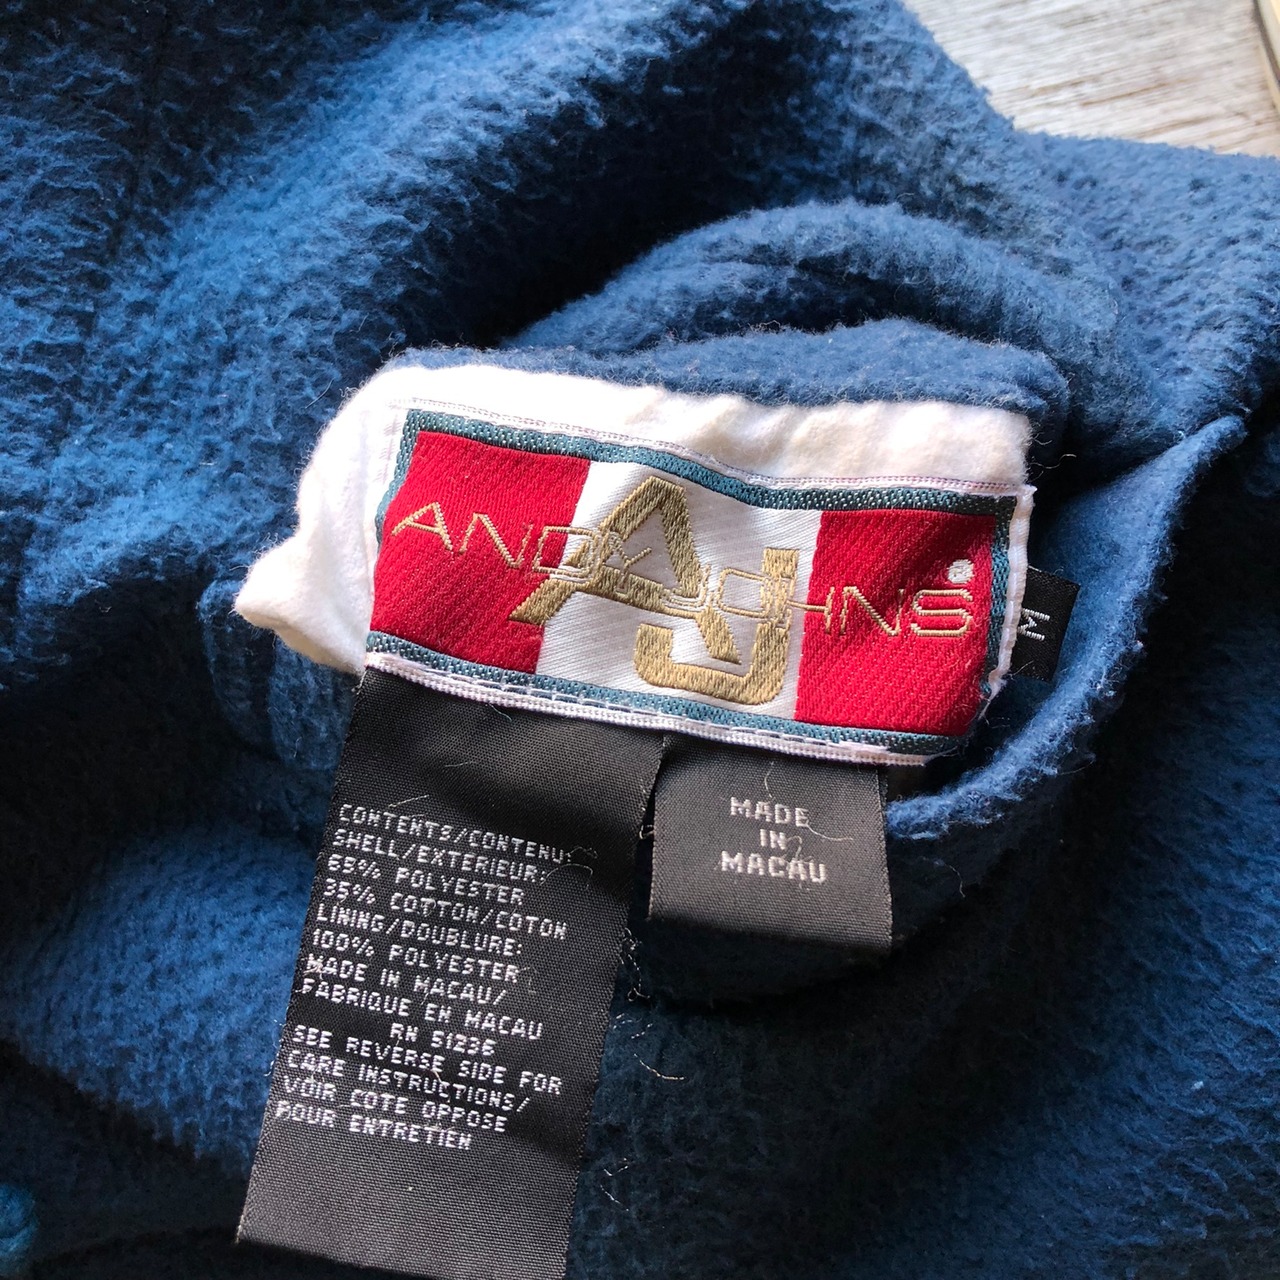 AND & JOHNS
AJ
M
MADE
IN
MACAU
CONTENTS/CONTENU:
SHELL/EXTERIEUR:
65% POLYESTER
35% COTTON/COTON
LINING/DOUBLURE:
100% POLYESTER
MADE IN MACAU/
FABRIQUE EN MACAU
RN 51236
SEE REVERSE SIDE FOR
CARE INSTRUCTIONS/
VOIR COTE OPPOSE
POUR ENTRETIEN